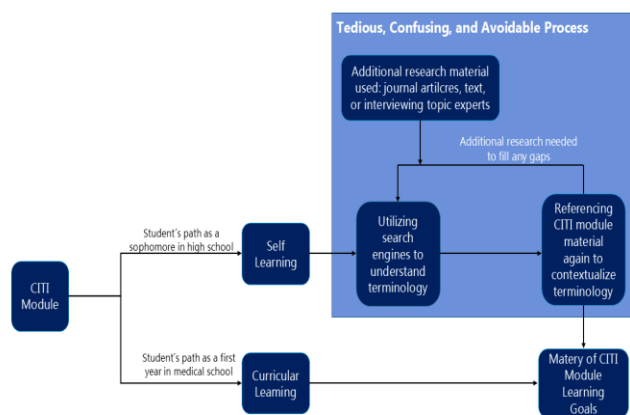 Tedious, Confusing, and Avoidable Process
Additional research material
used: journal artilcres, text,
or interviewing topic experts
Additional research needed
to fill any gaps
Utilizing
search
engines to
understand
terminology
Referencing
CITI module
material
again to
contextualize
terminology
Student´s path as a
sophomore in high school
Self
Learning
CITI
Module
Student´s path as a first
year in medical school
Curricular
Learning
Matery of CITI
Module
Learning
Goals